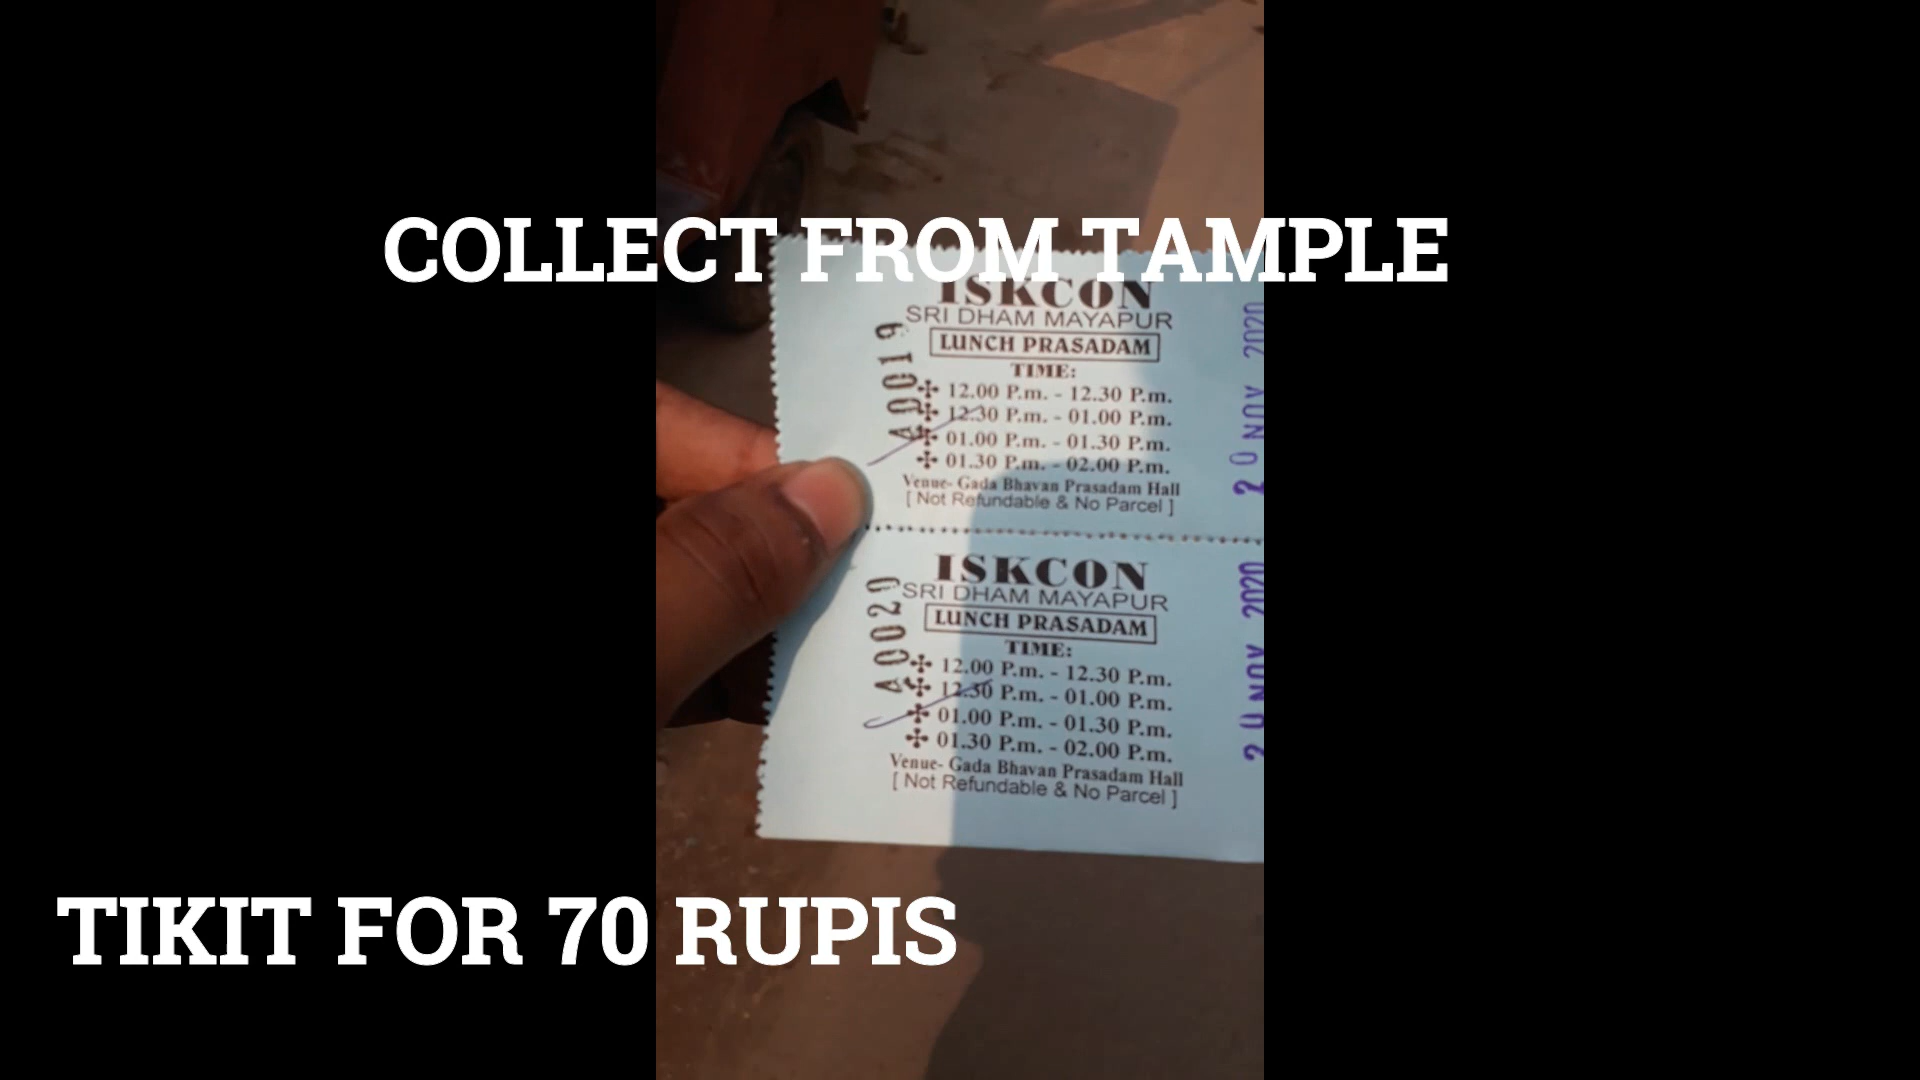 COLLECT FROM TAMPLE
ISKCON
SRI DHAM MAYAPUR
LUNCH PRASADAM
TIME:
12.00 P.m. - 12.30 P.m.
12.30 P.m. - 01.00 P.m.
01.00 P.m. - 01.30 P.m.
01.30 P.m. - 02.00 P.m.
Venue- Gada Bhavan Prasadam Hall
[ Not Refundable & No Parcel ]
A0019
20 NOV 2020
ISKCON
SRI DHAM MAYAPUR
LUNCH PRASADAM
TIME:
12.00 P.m. - 12.30 P.m.
12.30 P.m. - 01.00 P.m.
01.00 P.m. - 01.30 P.m.
01.30 P.m. - 02.00 P.m.
Venue- Gada Bhavan Prasadam Hall
[ Not Refundable & No Parcel ]
A0020
20 NOV 2020
TIKIT FOR 70 RUPIS